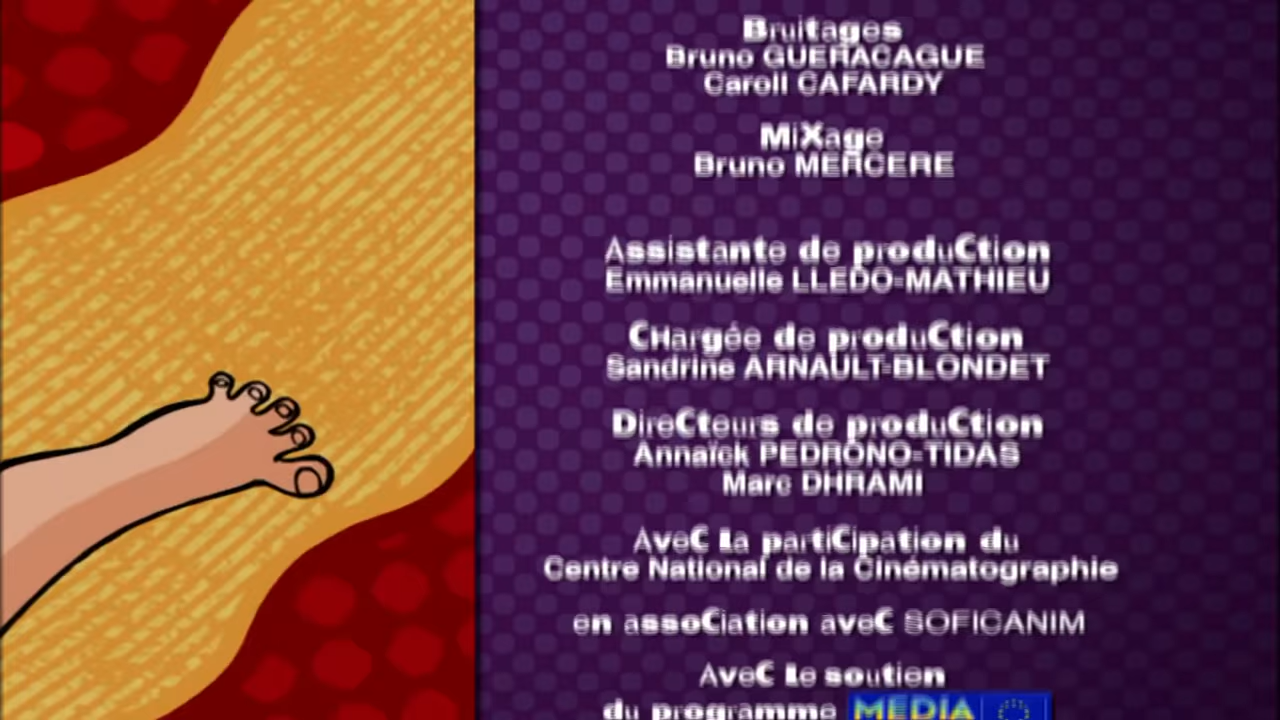 Bruitages
Bruno GUERACAGUE
Caroll CAFARDY
MiXage
Bruno MERCERE
Assistante de produCtion
Emmanuelle LLEDO-MATHIEU
CHargée de produCtion
Sandrine ARNAULT-BLONDET
DireCteurs de produCtion
Annaïck PEDRONO-TIDAS
Marc DHRAMI
AveC La partiCipation du
Centre National de la Cinématographie
en assoCiation aveC SOFICANIM
AveC Le soutien
du programme MEDIA